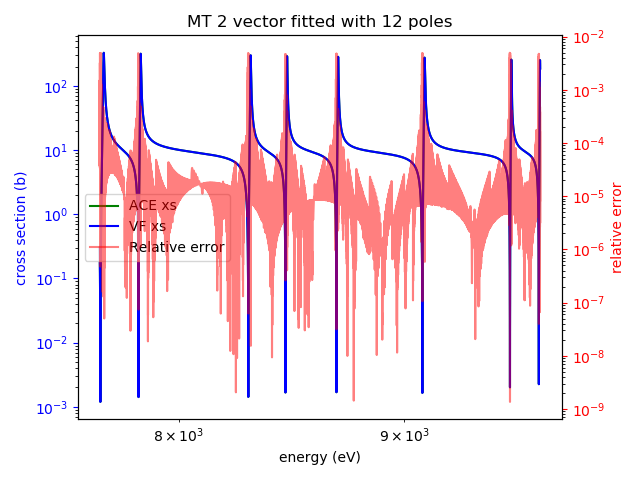 MT 2 vector fitted with 12 poles
10² 10¹ 10⁰ 10⁻¹ 10⁻² 10⁻³
cross section (b)
ACE xs
VF xs
Relative error
10⁻² 10⁻³ 10⁻⁴ 10⁻⁵ 10⁻⁶ 10⁻⁷ 10⁻⁸ 10⁻⁹
relative error
8 × 10³ 9 × 10³
energy (eV)